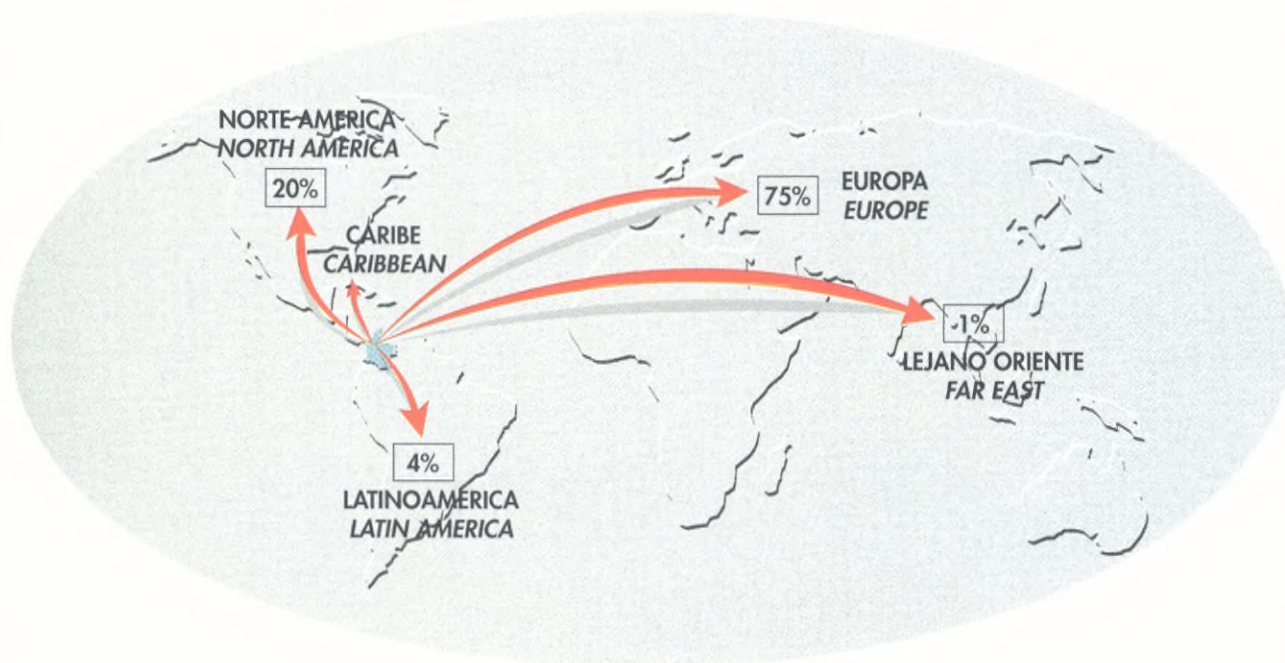 NORTE AMERICA
NORTH AMERICA
20%
CARIBE
CARIBBEAN
75%
EUROPA
EUROPE
1%
LEJANO ORIENTE
FAR EAST
4%
LATINOAMERICA
LATIN AMERICA